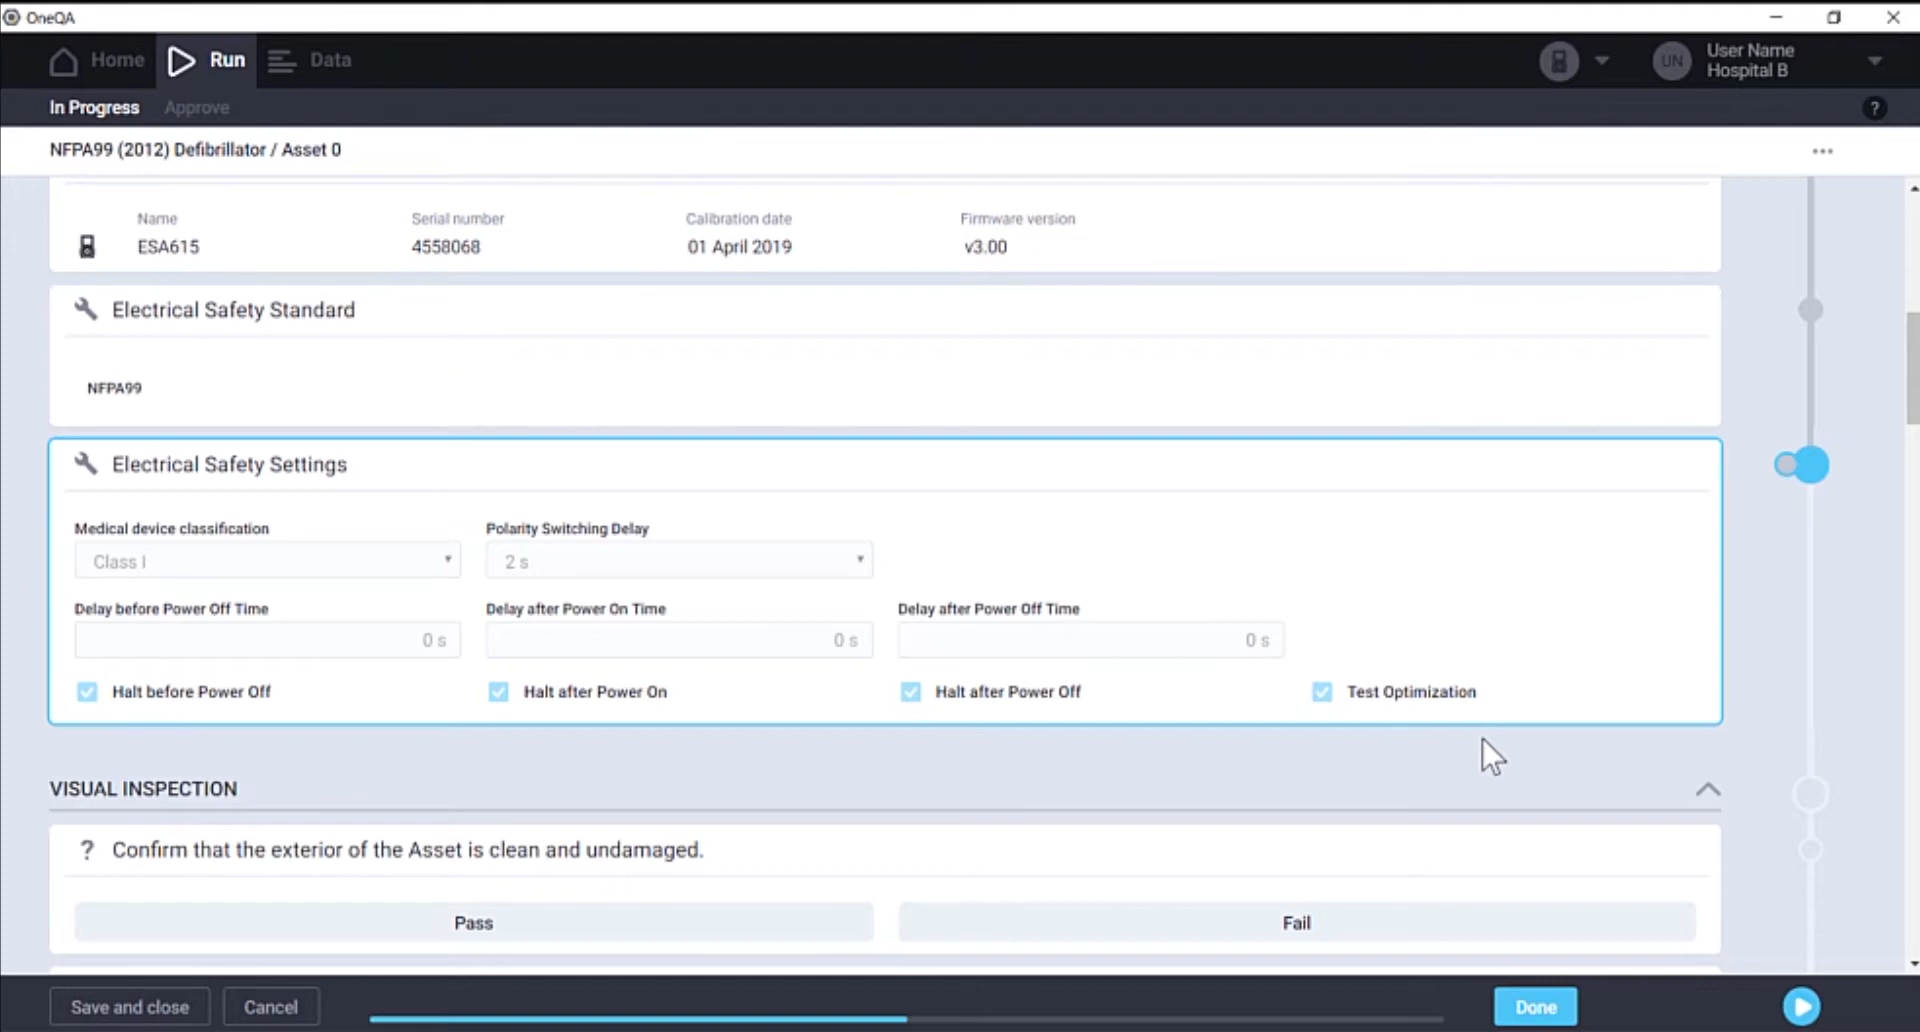 OneQA
Home Run Data
UN User Name
Hospital B
In Progress Approve
?
NFPA99 (2012) Defibrillator / Asset 0
Name Serial number Calibration date Firmware version
ESA615 4558068 01 April 2019 v3.00
Electrical Safety Standard
NFPA99
Electrical Safety Settings
Medical device classification Polarity Switching Delay
Class I 2 s
Delay before Power Off Time Delay after Power On Time Delay after Power Off Time
0 s 0 s 0 s
Halt before Power Off Halt after Power On Halt after Power Off Test Optimization
VISUAL INSPECTION
? Confirm that the exterior of the Asset is clean and undamaged.
Pass Fail
Save and close Cancel Done